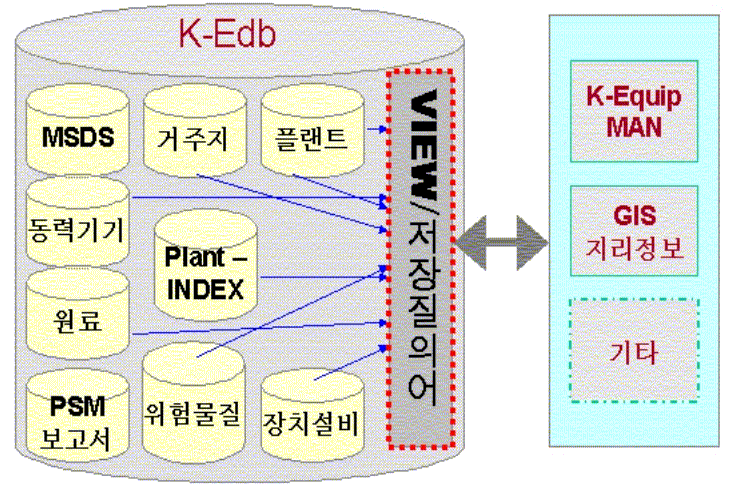 K-Edb
MSDS
거주지
플랜트
동력기기
Plant –
INDEX
원료
PSM
보고서
위험물질
장치설비
VIEW/저장질의어
K-Equip
MAN
GIS
지리정보
기타